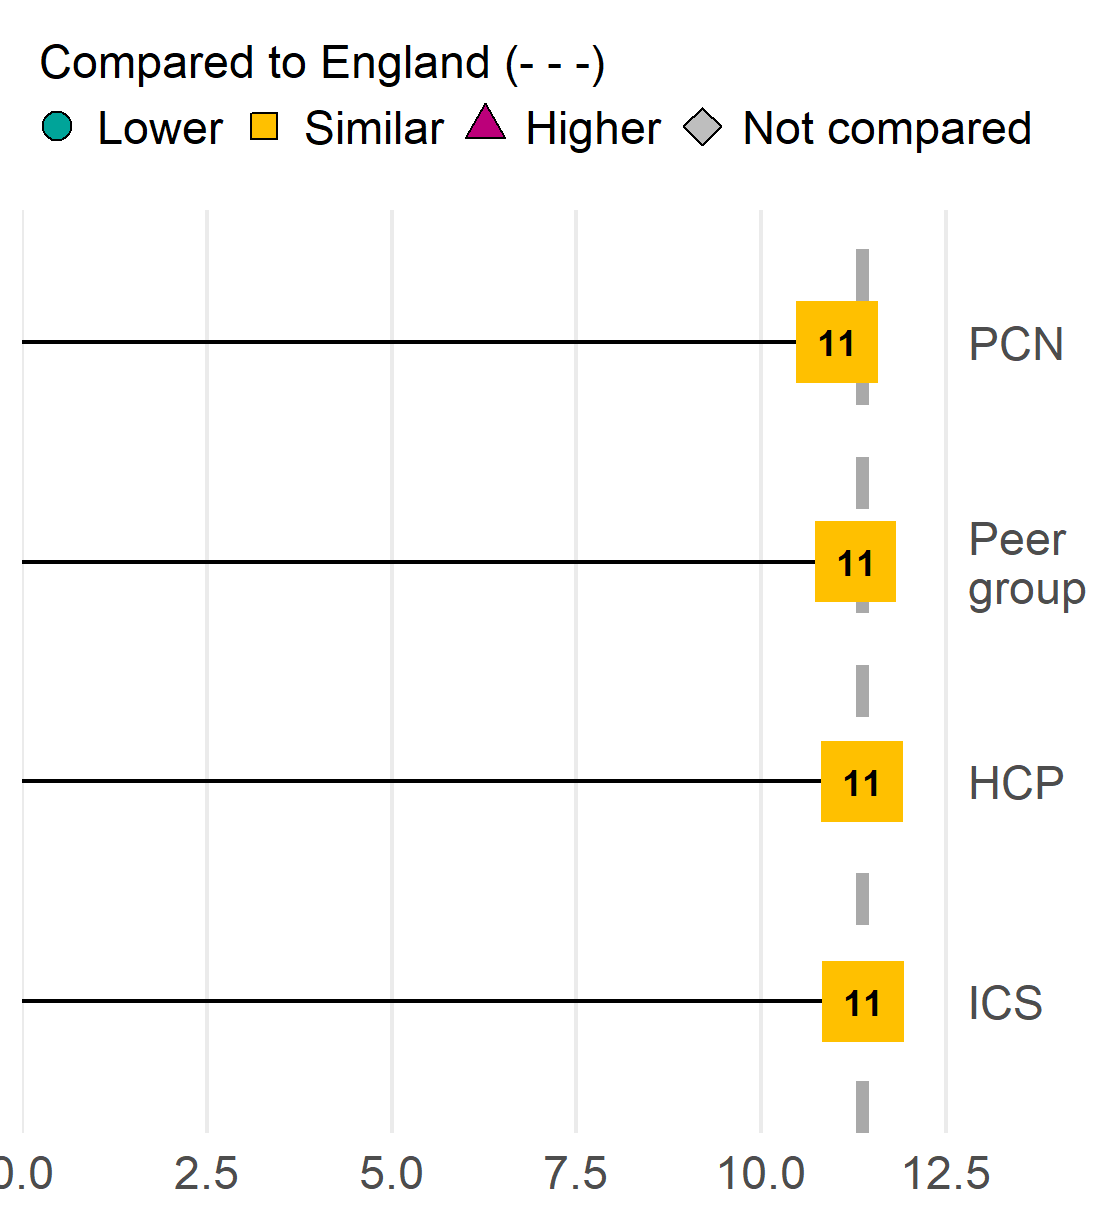 Compared to England (- - -)
Lower Similar Higher Not compared
11 PCN
11 Peer
group
11 HCP
11 ICS
0.0 2.5 5.0 7.5 10.0 12.5